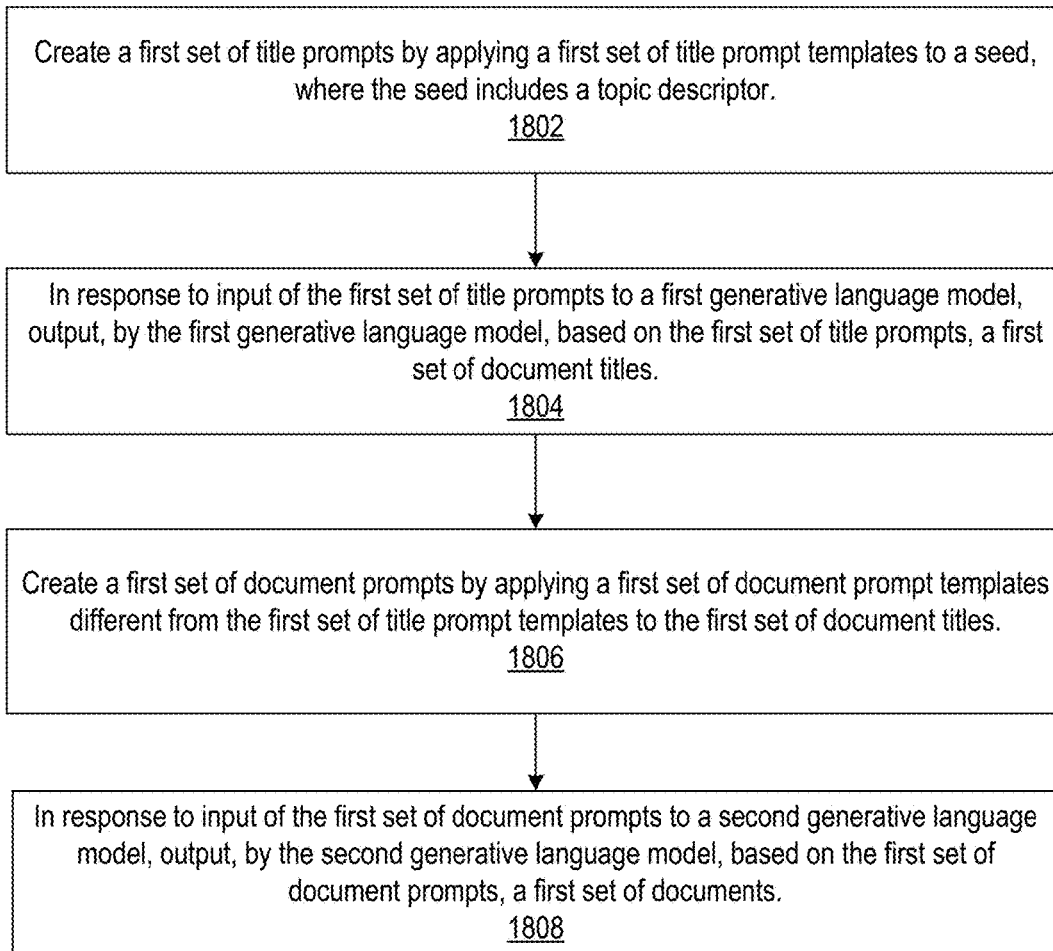 Create a first set of title prompts by applying a first set of title prompt templates to a seed,
where the seed includes a topic descriptor.
1802
In response to input of the first set of title prompts to a first generative language model,
output, by the first generative language model, based on the first set of title prompts, a first
set of document titles.
1804
Create a first set of document prompts by applying a first set of document prompt templates
different from the first set of title prompt templates to the first set of document titles.
1806
In response to input of the first set of document prompts to a second generative language
model, output, by the second generative language model, based on the first set of
document prompts, a first set of documents.
1808